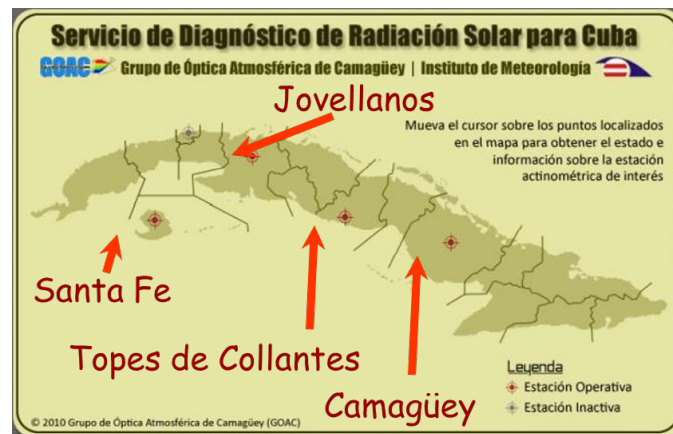 Servicio de Diagnóstico de Radiación Solar para Cuba
GOAC Grupo de Óptica Atmosférica de Camagüey | Instituto de Meteorología
Jovellanos
Mueva el cursor sobre los puntos localizados
en el mapa para obtener el estado e
información sobre la estación
actinométrica de interés
Santa Fe
Topes de Collantes
Camagüey
Leyenda
Estación Operativa
Estación Inactiva
© 2010 Grupo de Óptica Atmosférica de Camagüey (GOAC)